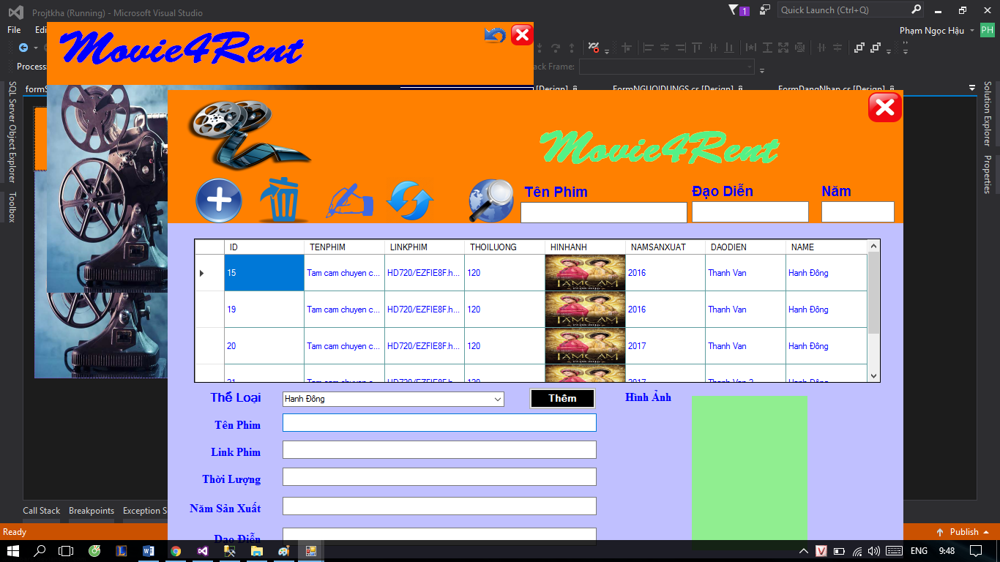 Projtkha (Running) - Microsoft Visual Studio
1
Quick Launch (Ctrl+Q)
File
Phạm Ngọc Hậu
PH
Movie4Rent
Stack Frame:
[Design]
FormNGUOIDUNGS.cs [Design]
FormDangNhap.cs [Design]
SQL Server Object Explorer
Toolbox
Solution Explorer
Properties
Movie4Rent
Tên Phim
Đạo Diễn
Năm
ID TENPHIM LINKPHIM THOILUONG HINHANH NAMSANXUAT DAODIEN NAME
15 Tam cam chuyen c... HD720/EZFIE8F.h... 120 TAMCAM 2016 Thanh Van Hanh Đông
19 Tam cam chuyen c... HD720/EZFIE8F.h... 120 TAMCAM 2016 Thanh Van Hanh Đông
20 Tam cam chuyen c... HD720/EZFIE8F.h... 120 TAMCAM 2017 Thanh Van Hanh Đông
21 Tam cam chuyen c... HD720/EZFIE8F.h... 120 2017 Thanh Van 2 Hanh Đông
Thể Loại
Hanh Đông
Thêm
Hình Ảnh
Tên Phim
Link Phim
Thời Lượng
Năm Sản Xuất
Đạo Diễn
Call Stack
Breakpoints
Ready
Publish
ENG
9:48